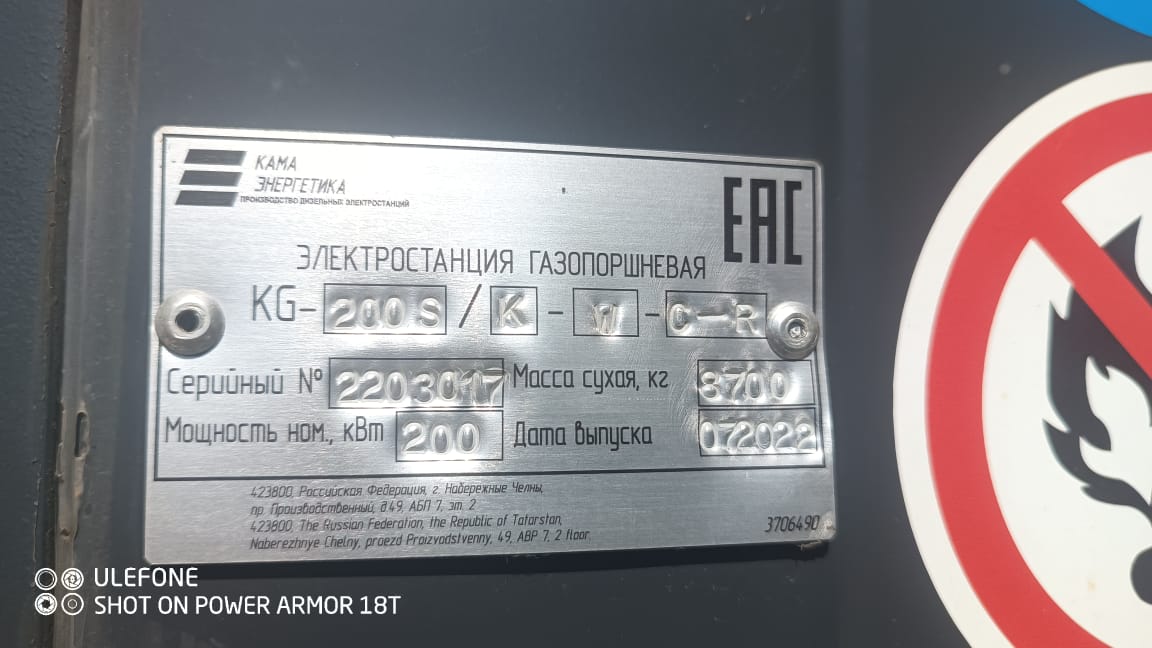 КАМА
ЭНЕРГЕТИКА
ПРОИЗВОДСТВО ДИЗЕЛЬНЫХ ЭЛЕКТРОСТАНЦИЙ
ЕАС
ЭЛЕКТРОСТАНЦИЯ ГАЗОПОРШНЕВАЯ
KG-200S/K-W-C-R
Серийный № 2203017 Масса сухая, кг 8700
Мощность ном., кВт 200 Дата выпуска 072022
423800, Российская Федерация, г. Набережные Челны,
пр. Производственный, д.49, АБП 7, эт. 2
423800, The Russian Federation, the Republic of Tatarstan,
Naberezhnye Chelny, proezd Proizvodstvenny, 49, ABP 7, 2 floor,
3706490
ULEFONE
SHOT ON POWER ARMOR 18T